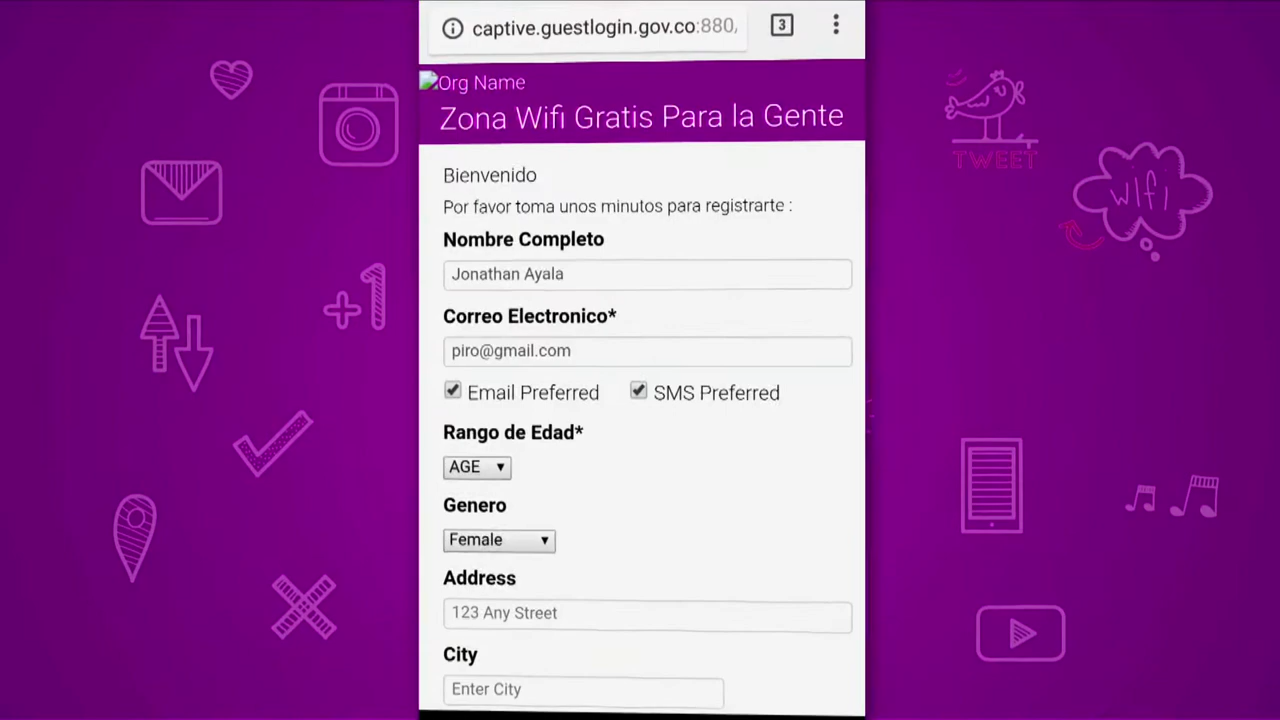 captive.guestlogin.gov.co:880,
3
Org Name
Zona Wifi Gratis Para la Gente
Bienvenido
Por favor toma unos minutos para registrarte :
Nombre Completo
Jonathan Ayala
Correo Electronico*
piro@gmail.com
Email Preferred
SMS Preferred
Rango de Edad*
AGE
Genero
Female
Address
123 Any Street
City
Enter City
+1
TWEET
wifi